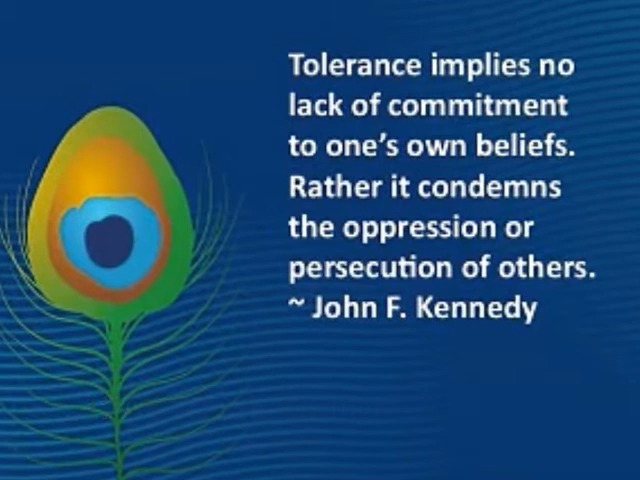 Tolerance implies no
lack of commitment
to one's own beliefs.
Rather it condemns
the oppression or
persecution of others.
~ John F. Kennedy